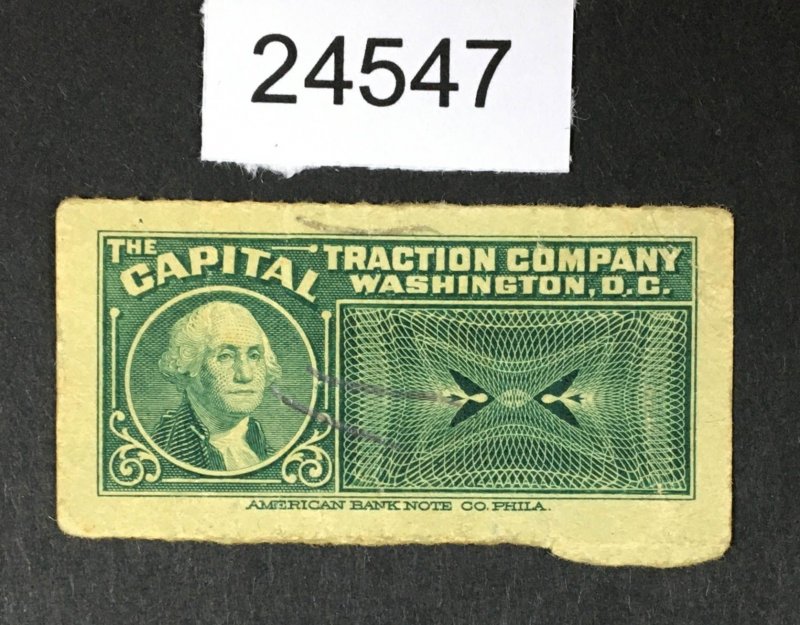 24547
THE CAPITAL TRACTION COMPANY
WASHINGTON, D.C.
AMERICAN BANK NOTE CO. PHILA.